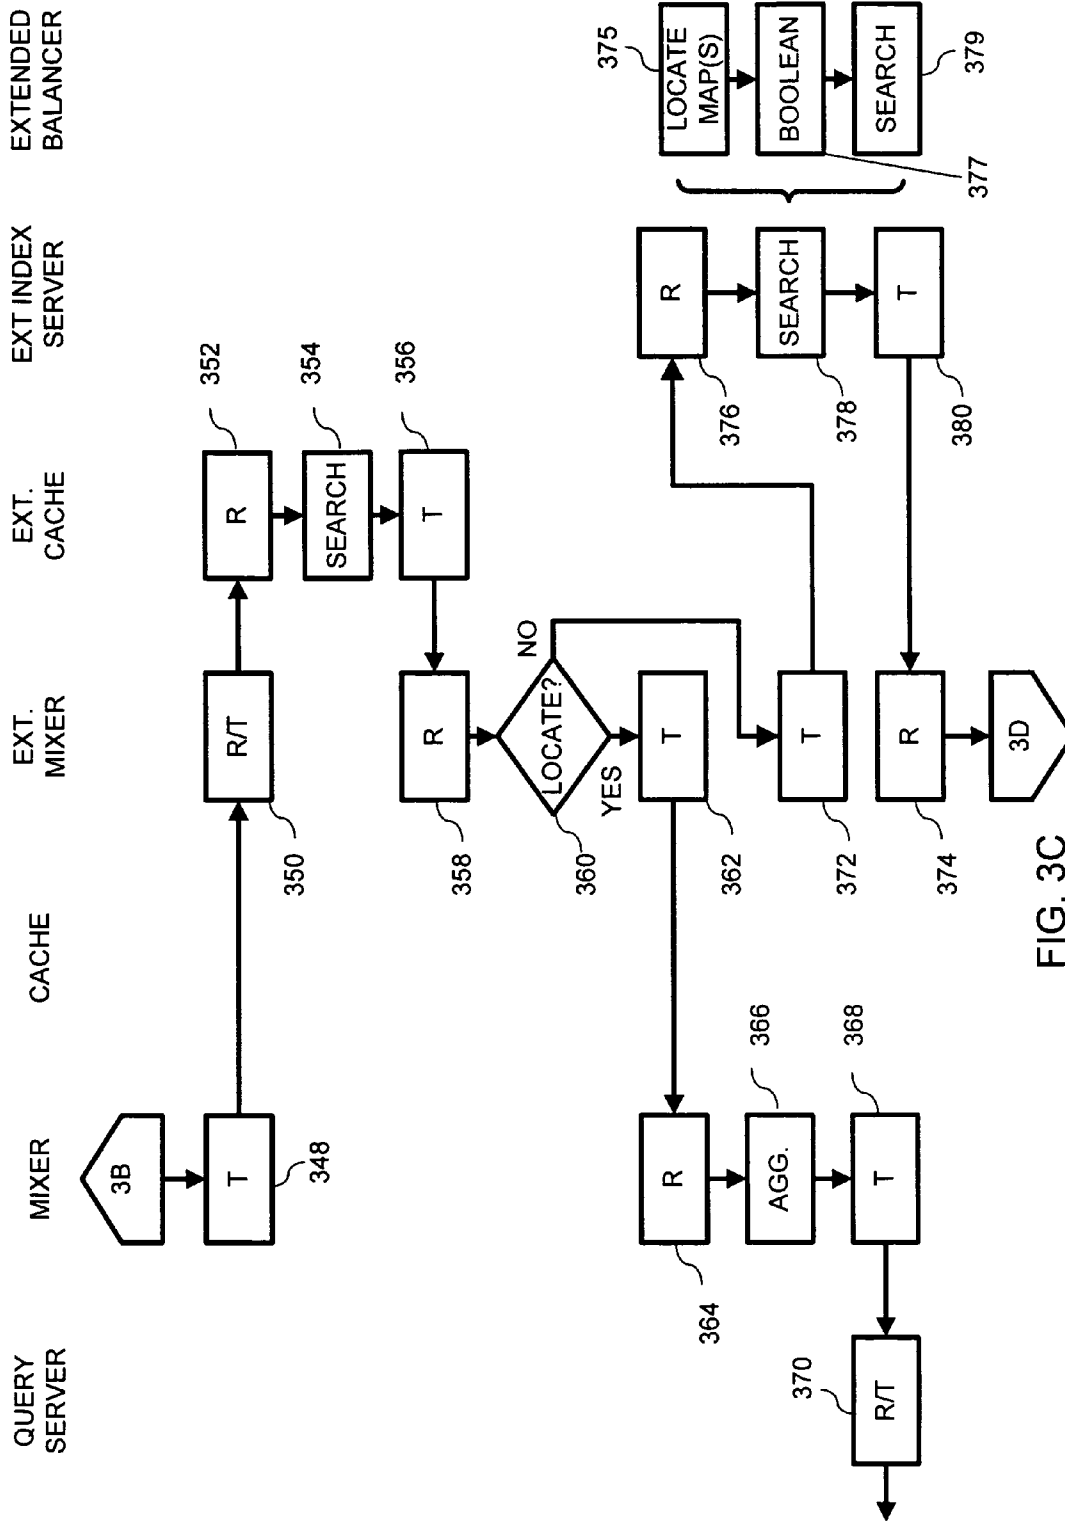 QUERY
SERVER
MIXER
CACHE
EXT.
MIXER
EXT.
CACHE
EXT INDEX
SERVER
EXTENDED
BALANCER
3B
T
348
R/T
350
R
352
SEARCH
354
T
356
R
358
LOCATE?
360
NO
YES
T
362
R
364
AGG.
366
T
368
R/T
370
T
372
R
376
SEARCH
378
T
380
R
374
3D
LOCATE
MAP(S)
375
BOOLEAN
377
SEARCH
379
FIG. 3C